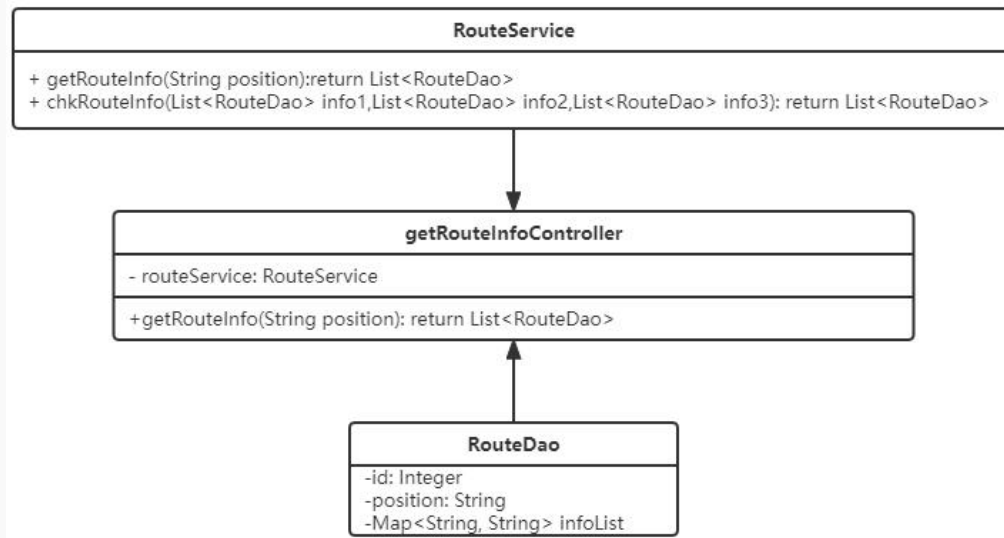 RouteService
+ getRouteInfo(String position):return List<RouteDao>
+ chkRouteInfo(List<RouteDao> info1,List<RouteDao> info2,List<RouteDao> info3): return List<RouteDao>
getRouteInfoController
- routeService: RouteService
+getRouteInfo(String position): return List<RouteDao>
RouteDao
-id: Integer
-position: String
-Map<String, String> infoList